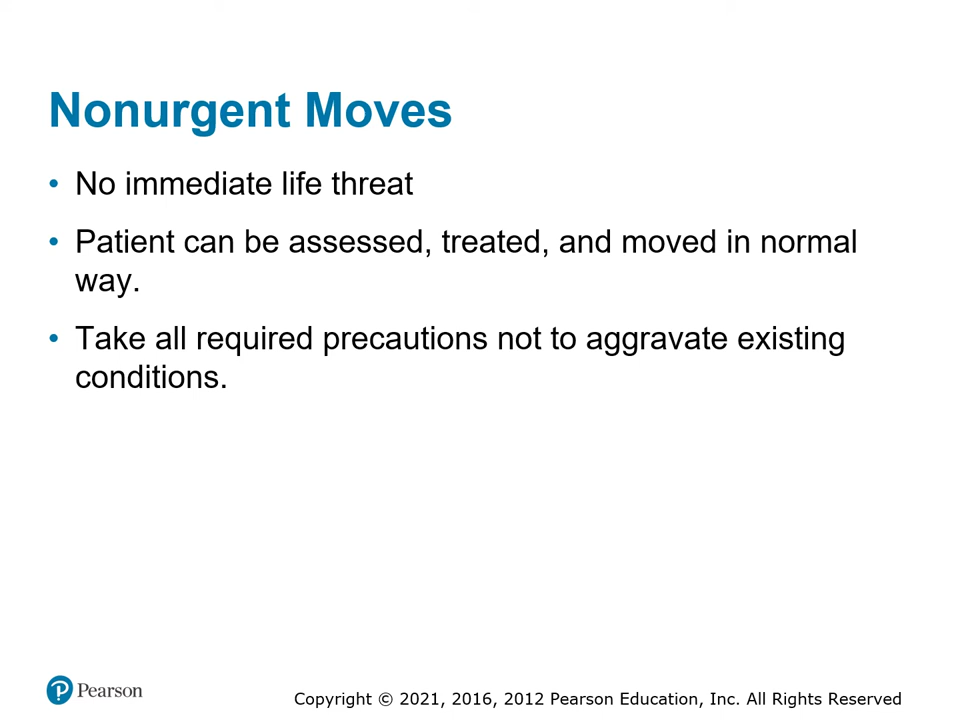 Nonurgent Moves
• No immediate life threat
• Patient can be assessed, treated, and moved in normal
way.
• Take all required precautions not to aggravate existing
conditions.
Pearson
Copyright © 2021, 2016, 2012 Pearson Education, Inc. All Rights Reserved